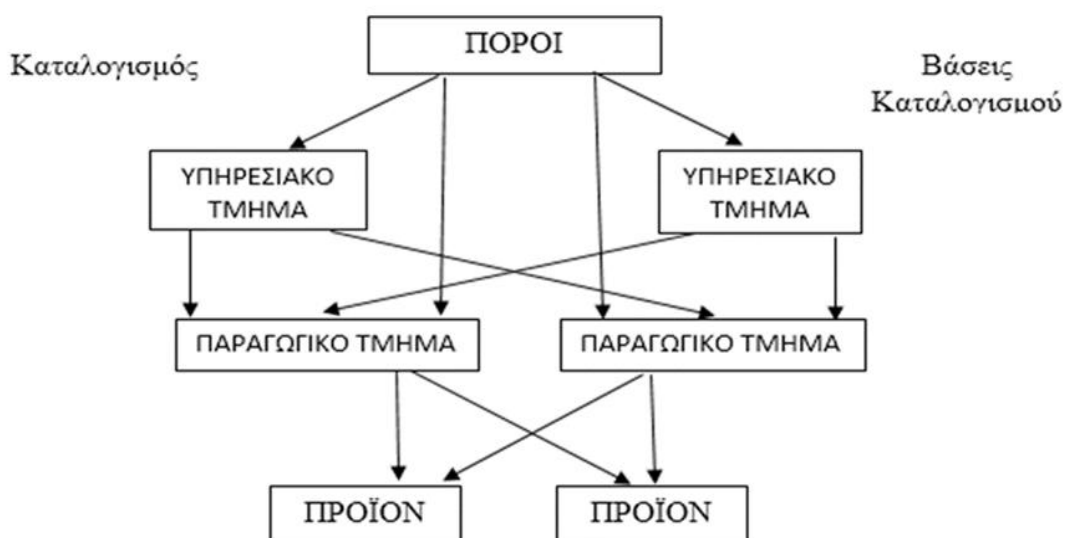 ΠΟΡΟΙ
Καταλογισμός
Βάσεις
Καταλογισμού
ΥΠΗΡΕΣΙΑΚΟ
ΤΜΗΜΑ
ΥΠΗΡΕΣΙΑΚΟ
ΤΜΗΜΑ
ΠΑΡΑΓΩΓΙΚΟ ΤΜΗΜΑ
ΠΑΡΑΓΩΓΙΚΟ ΤΜΗΜΑ
ΠΡΟΪΟΝ
ΠΡΟΪΟΝ